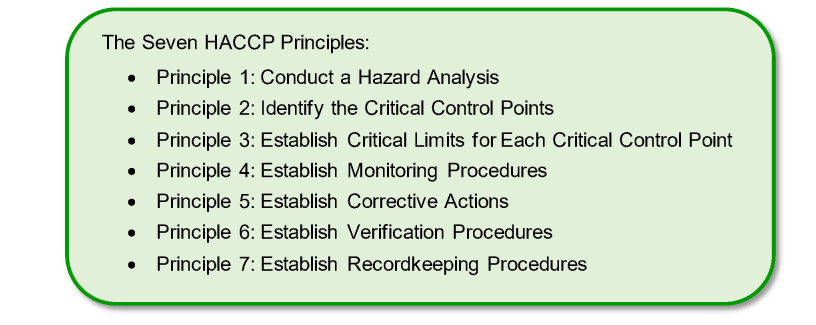 The Seven HACCP Principles:
• Principle 1: Conduct a Hazard Analysis
• Principle 2: Identify the Critical Control Points
• Principle 3: Establish Critical Limits for Each Critical Control Point
• Principle 4: Establish Monitoring Procedures
• Principle 5: Establish Corrective Actions
• Principle 6: Establish Verification Procedures
• Principle 7: Establish Recordkeeping Procedures